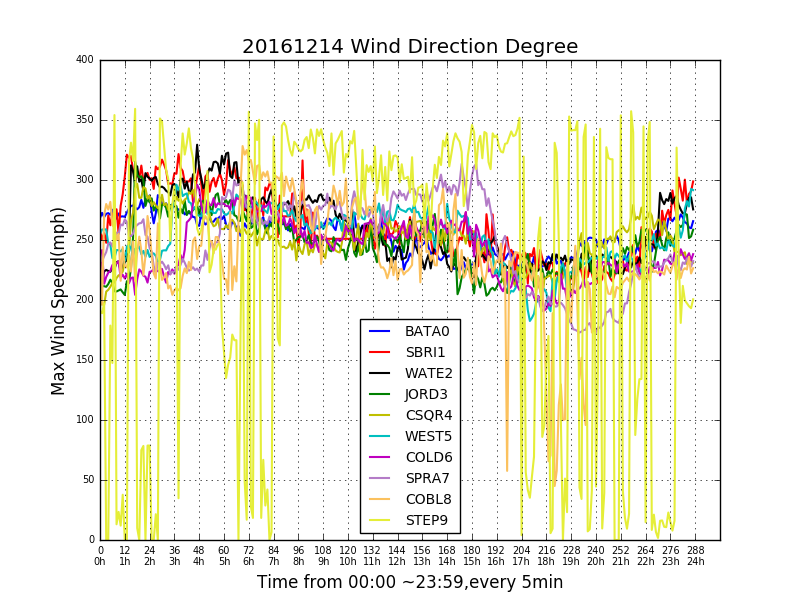 20161214 Wind Direction Degree
400
350
300
250
200
150
100
50
0
Max Wind Speed(mph)
BATA0
SBRI1
WATE2
JORD3
CSQR4
WEST5
COLD6
SPRA7
COBL8
STEP9
0 12 24 36 48 60 72 84 96 108 120 132 144 156 168 180 192 204 216 228 240 252 264 276 288
0h 1h 2h 3h 4h 5h 6h 7h 8h 9h 10h 11h 12h 13h 14h 15h 16h 17h 18h 19h 20h 21h 22h 23h 24h
Time from 00:00 ~23:59,every 5min